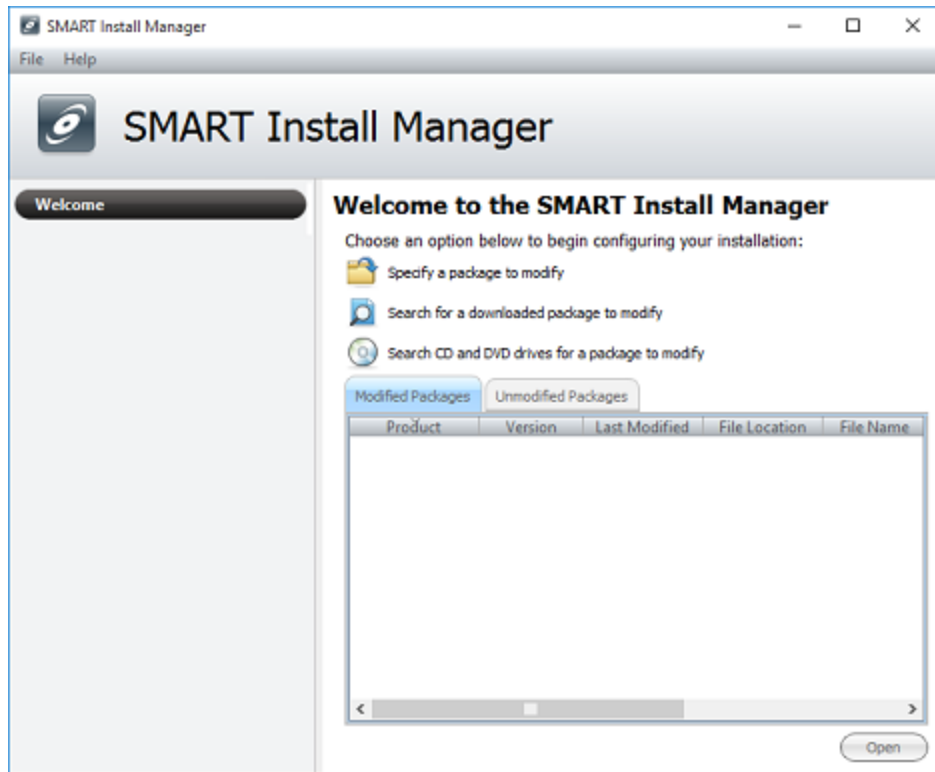 SMART Install Manager
File Help
SMART Install Manager
Welcome
Welcome to the SMART Install Manager
Choose an option below to begin configuring your installation:
Specify a package to modify
Search for a downloaded package to modify
Search CD and DVD drives for a package to modify
Modified Packages Unmodified Packages
Product Version Last Modified File Location File Name
Open